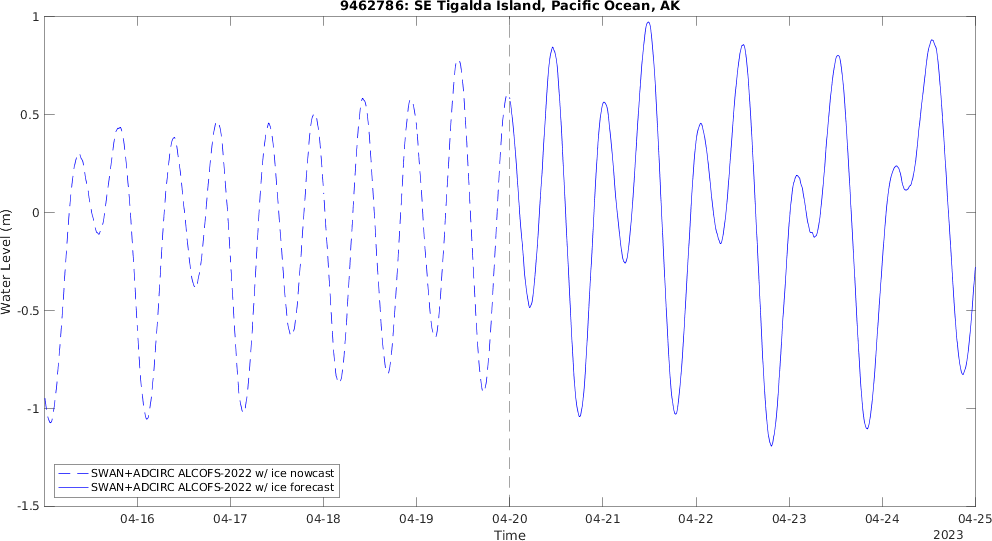 9462786: SE Tigalda Island, Pacific Ocean, AK
1
0.5
0
-0.5
-1
-1.5
Water Level (m)
SWAN+ADCIRC ALCOFS-2022 w/ ice nowcast
SWAN+ADCIRC ALCOFS-2022 w/ ice forecast
04-16 04-17 04-18 04-19 04-20 04-21 04-22 04-23 04-24 04-25
Time
2023